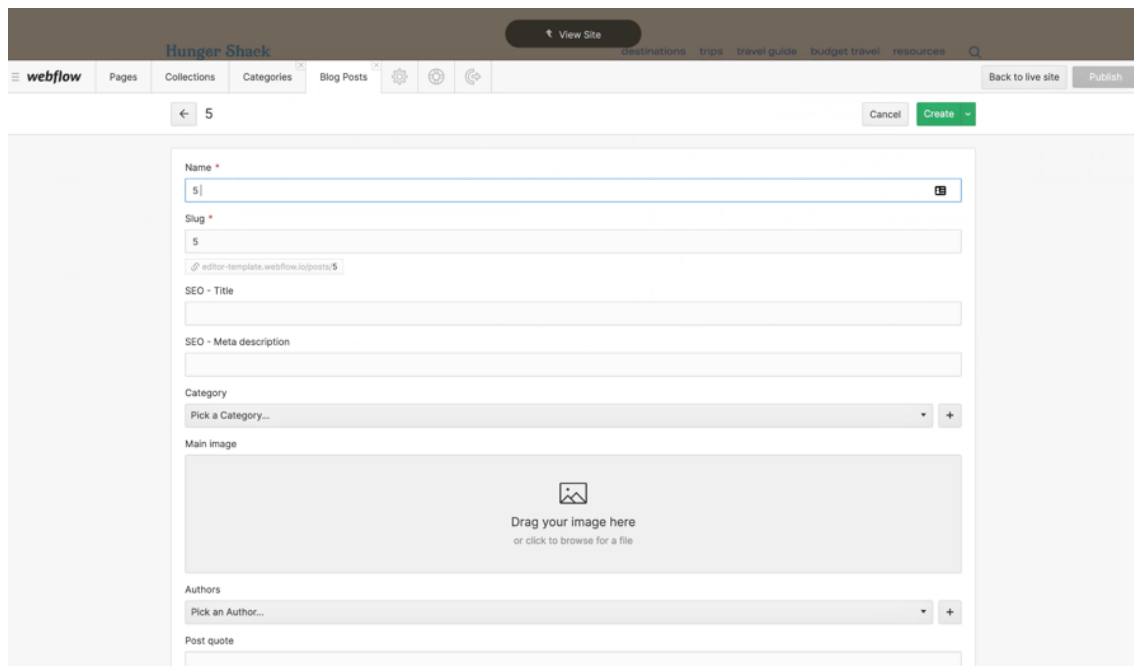 View Site
Hunger Shack
destinations trips travel guide budget travel resources
webflow Pages Collections Categories Blog Posts Back to live site Publish
5 Cancel Create
Name *
5
Slug *
5
editor-template.webflow.io/posts/5
SEO - Title
SEO - Meta description
Category
Pick a Category...
+
Main image
Drag your image here
or click to browse for a file
Authors
Pick an Author...
+
Post quote